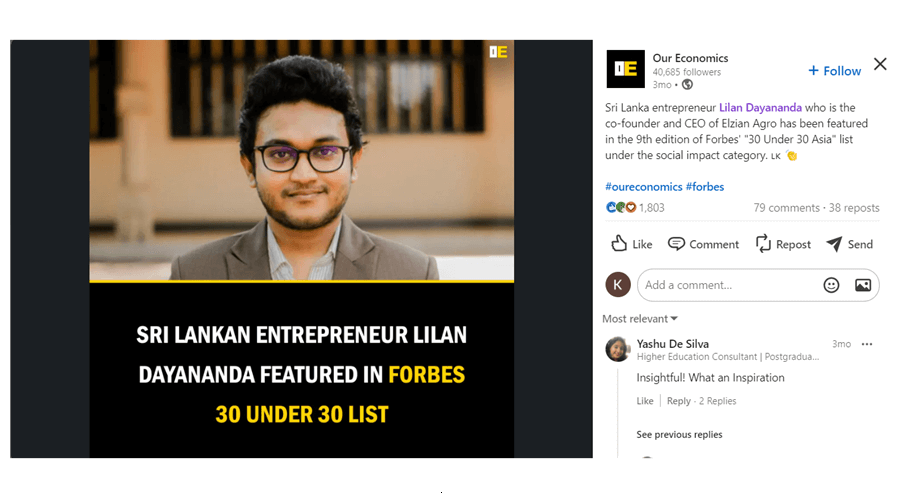 IE
SRI LANKAN ENTREPRENEUR LILAN
DAYANANDA FEATURED IN FORBES
30 UNDER 30 LIST
IE
Our Economics
40,685 followers
3mo •
+ Follow
Sri Lanka entrepreneur Lilan Dayananda who is the
co-founder and CEO of Elzian Agro has been featured
in the 9th edition of Forbes' "30 Under 30 Asia" list
under the social impact category. LK
#oureconomics #forbes
1,803 79 comments · 38 reposts
Like Comment Repost Send
K Add a comment...
Most relevant
Yashu De Silva 3mo
Higher Education Consultant | Postgradua...
Insightful! What an Inspiration
Like | Reply · 2 Replies
See previous replies